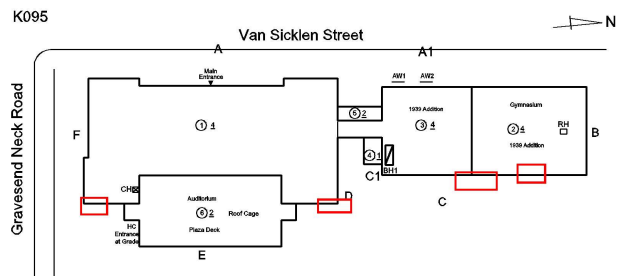 K095
Van Sicklen Street
N
A
A1
Gravesend Neck Road
Main
Entrance
AW1
AW2
1 4
5 2
1939 Addition
3 4
Gymnasium
2 4
RH
1939 Addition
F
B
4 1
BH1
C1
CH
D
C
Auditorium
6 2
Roof Cage
Plaza Deck
HC
Entrance
at Grade
E